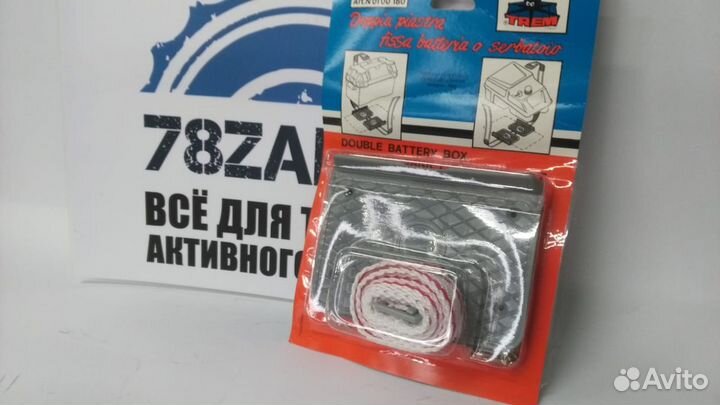 Art.N 0100 180
TREM
Doppia piastra
fissa batteria o serbatoio
DOUBLE BATTERY BOX
78ZA
ВСЁ ДЛЯ
АКТИВНОГО
Avito